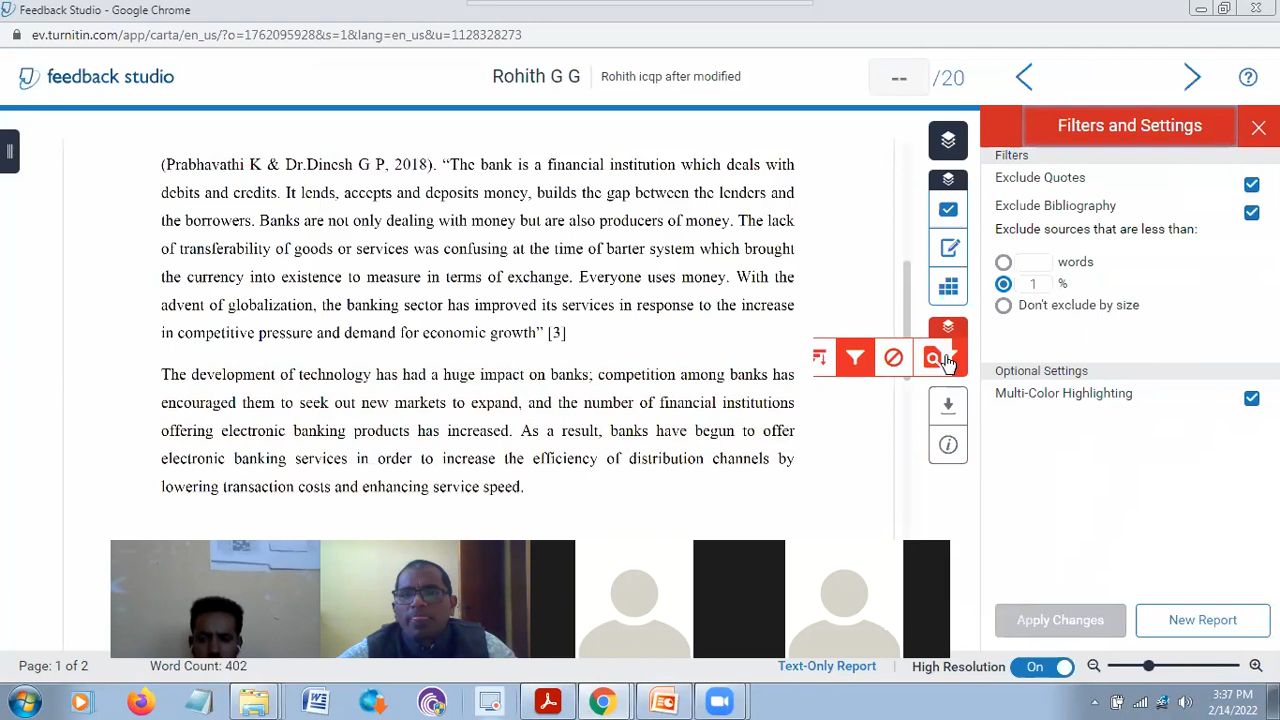 Feedback Studio - Google Chrome
ev.turnitin.com/app/carta/en_us/?o=1762095928&s=1&lang=en_us&u=1128328273
feedback studio
Rohith G G
Rohith icqp after modified
-- /20
(Prabhavathi K & Dr.Dinesh G P, 2018). “The bank is a financial institution which deals with
debits and credits. It lends, accepts and deposits money, builds the gap between the lenders and
the borrowers. Banks are not only dealing with money but are also producers of money. The lack
of transferability of goods or services was confusing at the time of barter system which brought
the currency into existence to measure in terms of exchange. Everyone uses money. With the
advent of globalization, the banking sector has improved its services in response to the increase
in competitive pressure and demand for economic growth” [3]
The development of technology has had a huge impact on banks; competition among banks has
encouraged them to seek out new markets to expand, and the number of financial institutions
offering electronic banking products has increased. As a result, banks have begun to offer
electronic banking services in order to increase the efficiency of distribution channels by
lowering transaction costs and enhancing service speed.
Filters and Settings
Filters
Exclude Quotes
Exclude Bibliography
Exclude sources that are less than:
words
1 %
Don't exclude by size
Optional Settings
Multi-Color Highlighting
Apply Changes
New Report
Page: 1 of 2
Word Count: 402
Text-Only Report
High Resolution
On
3:37 PM
2/14/2022